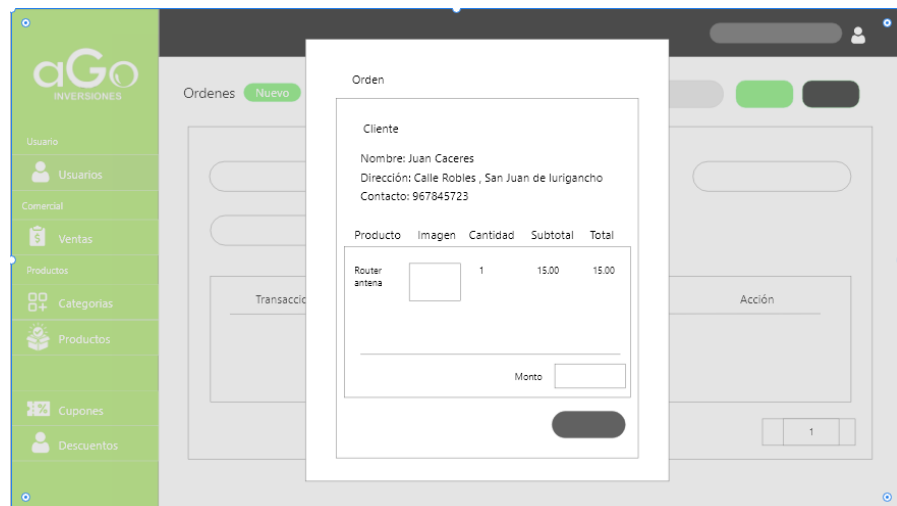 aGo
INVERSIONES
Usuario
Usuarios
Comercial
Ventas
Productos
Categorias
Productos
Cupones
Descuentos
Ordenes Nuevo
Transaccio
Acción
1
Orden
Cliente
Nombre: Juan Caceres
Dirección: Calle Robles , San Juan de lurigancho
Contacto: 967845723
Producto Imagen Cantidad Subtotal Total
Router antena 1 15.00 15.00
Monto